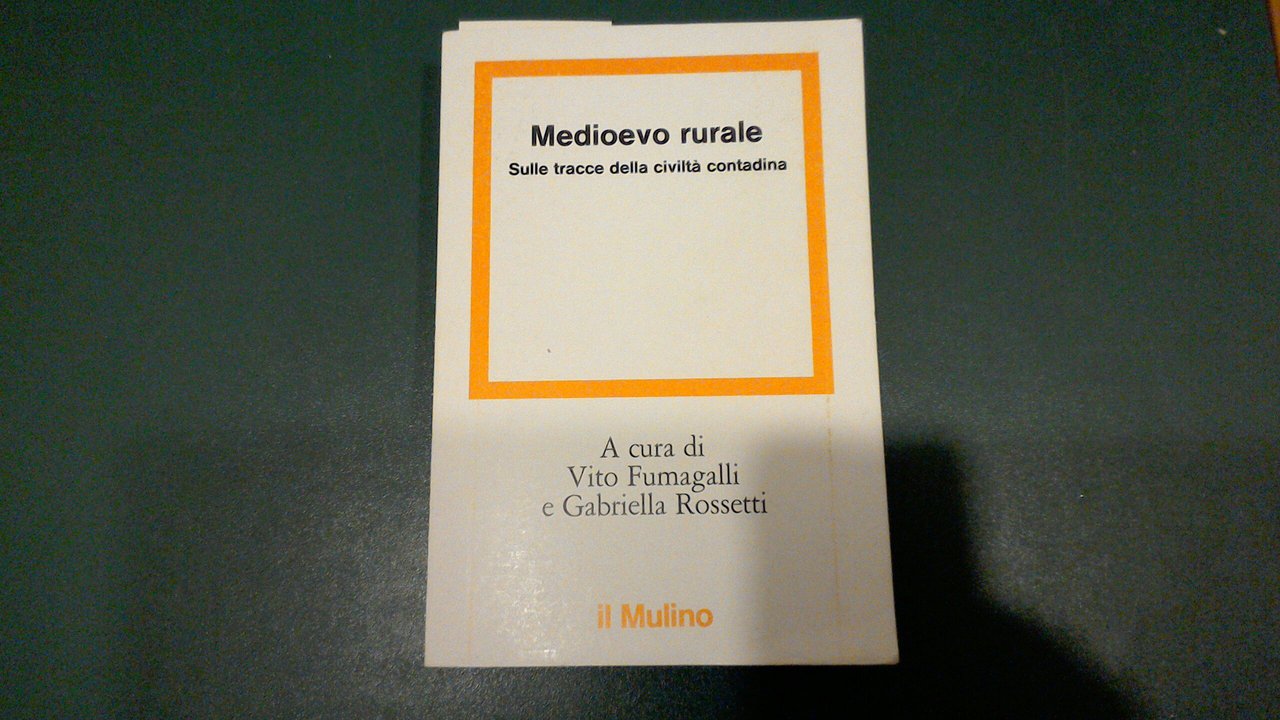 Medioevo rurale
Sulle tracce della civiltà contadina
A cura di
Vito Fumagalli
e Gabriella Rossetti
il Mulino